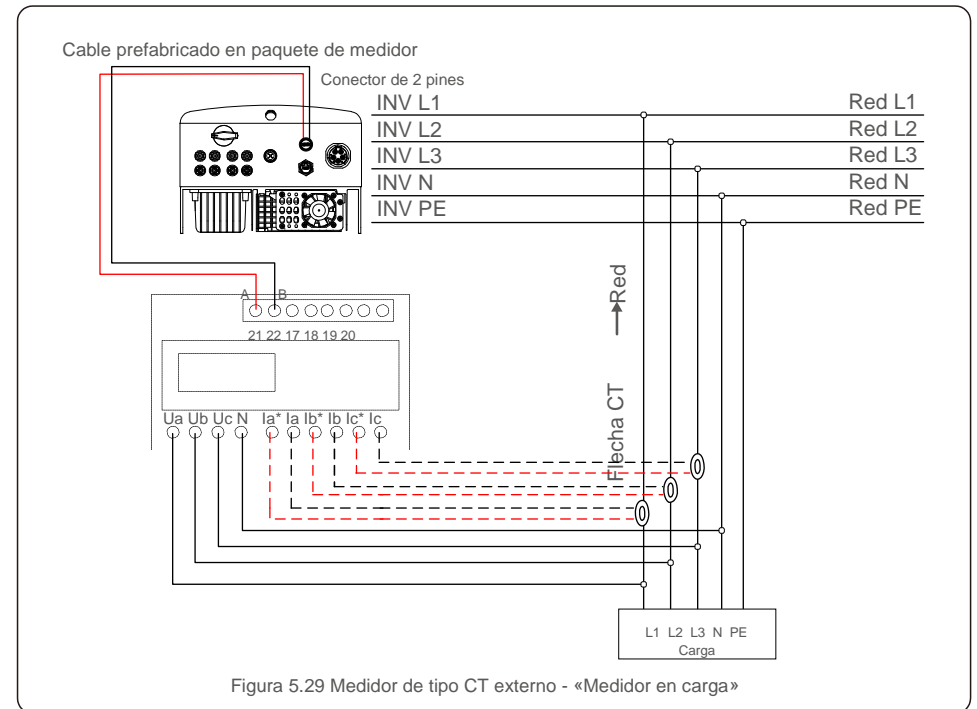 Cable prefabricado en paquete de medidor
Conector de 2 pines
INV L1 Red L1
INV L2 Red L2
INV L3 Red L3
INV N Red N
INV PE Red PE
Red
Flecha CT
A B
21 22 17 18 19 20
Ua Ub Uc N Ia* Ia Ib* Ib Ic* Ic
L1 L2 L3 N PE
Carga
Figura 5.29 Medidor de tipo CT externo - «Medidor en carga»